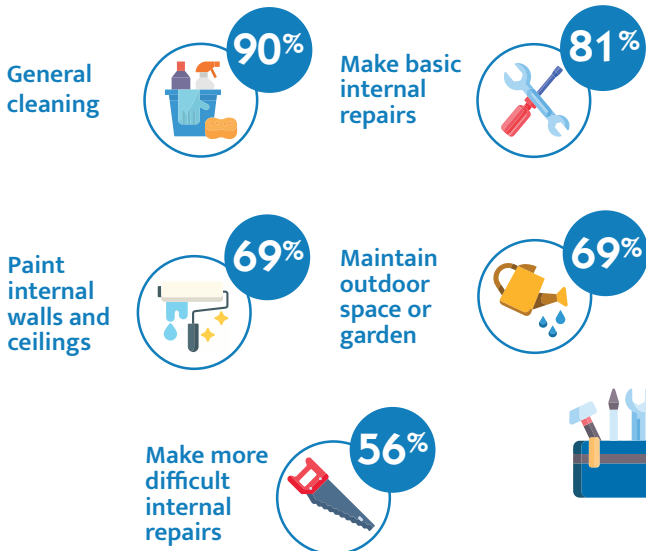 General
cleaning
90%
Make basic
internal
repairs
81%
Paint
internal
walls and
ceilings
69%
Maintain
outdoor
space or
garden
69%
Make more
difficult
internal
repairs
56%